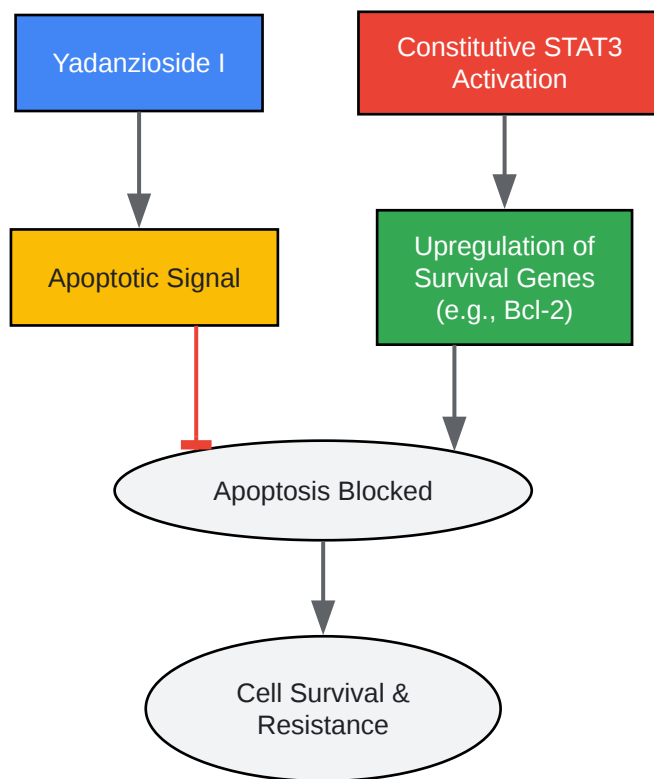 Yadanzioside I
Constitutive STAT3
Activation
Apoptotic Signal
Upregulation of
Survival Genes
(e.g., Bcl-2)
Apoptosis Blocked
Cell Survival &
Resistance